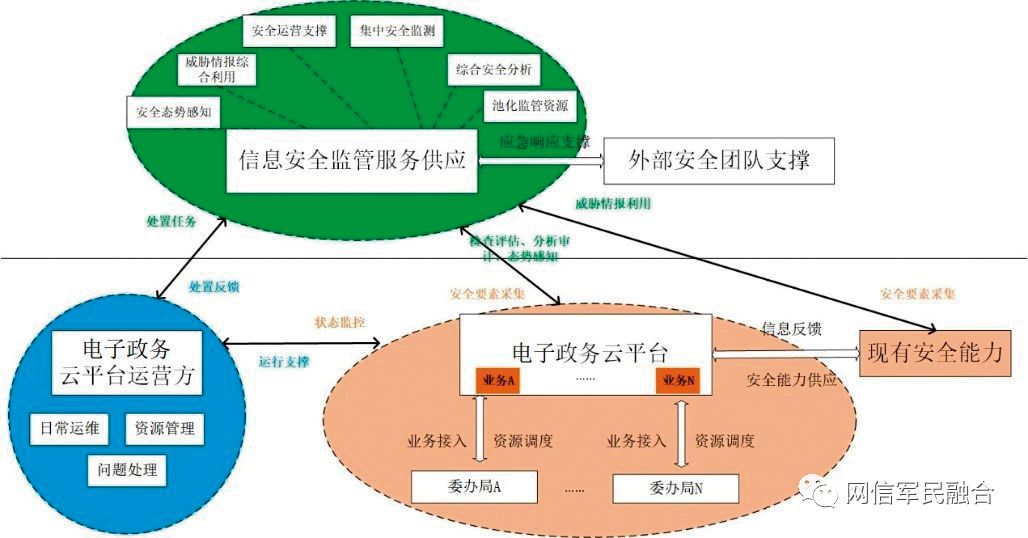 安全运营支撑
集中安全监测
威胁情报综
合利用
综合安全分析
安全态势感知
池化监管资源
信息安全监管服务供应
应急响应支撑
外部安全团队支撑
处置任务
威胁情报利用
检查评估、分析审
计、态势感知
处置反馈
安全要素采集
安全要素采集
状态监控
运行支撑
电子政务
云平台运营方
日常运维
资源管理
问题处理
电子政务云平台
业务A
……
业务N
信息反馈
安全能力供应
现有安全能力
业务接入
资源调度
业务接入
资源调度
委办局A
……
委办局N
网信军民融合